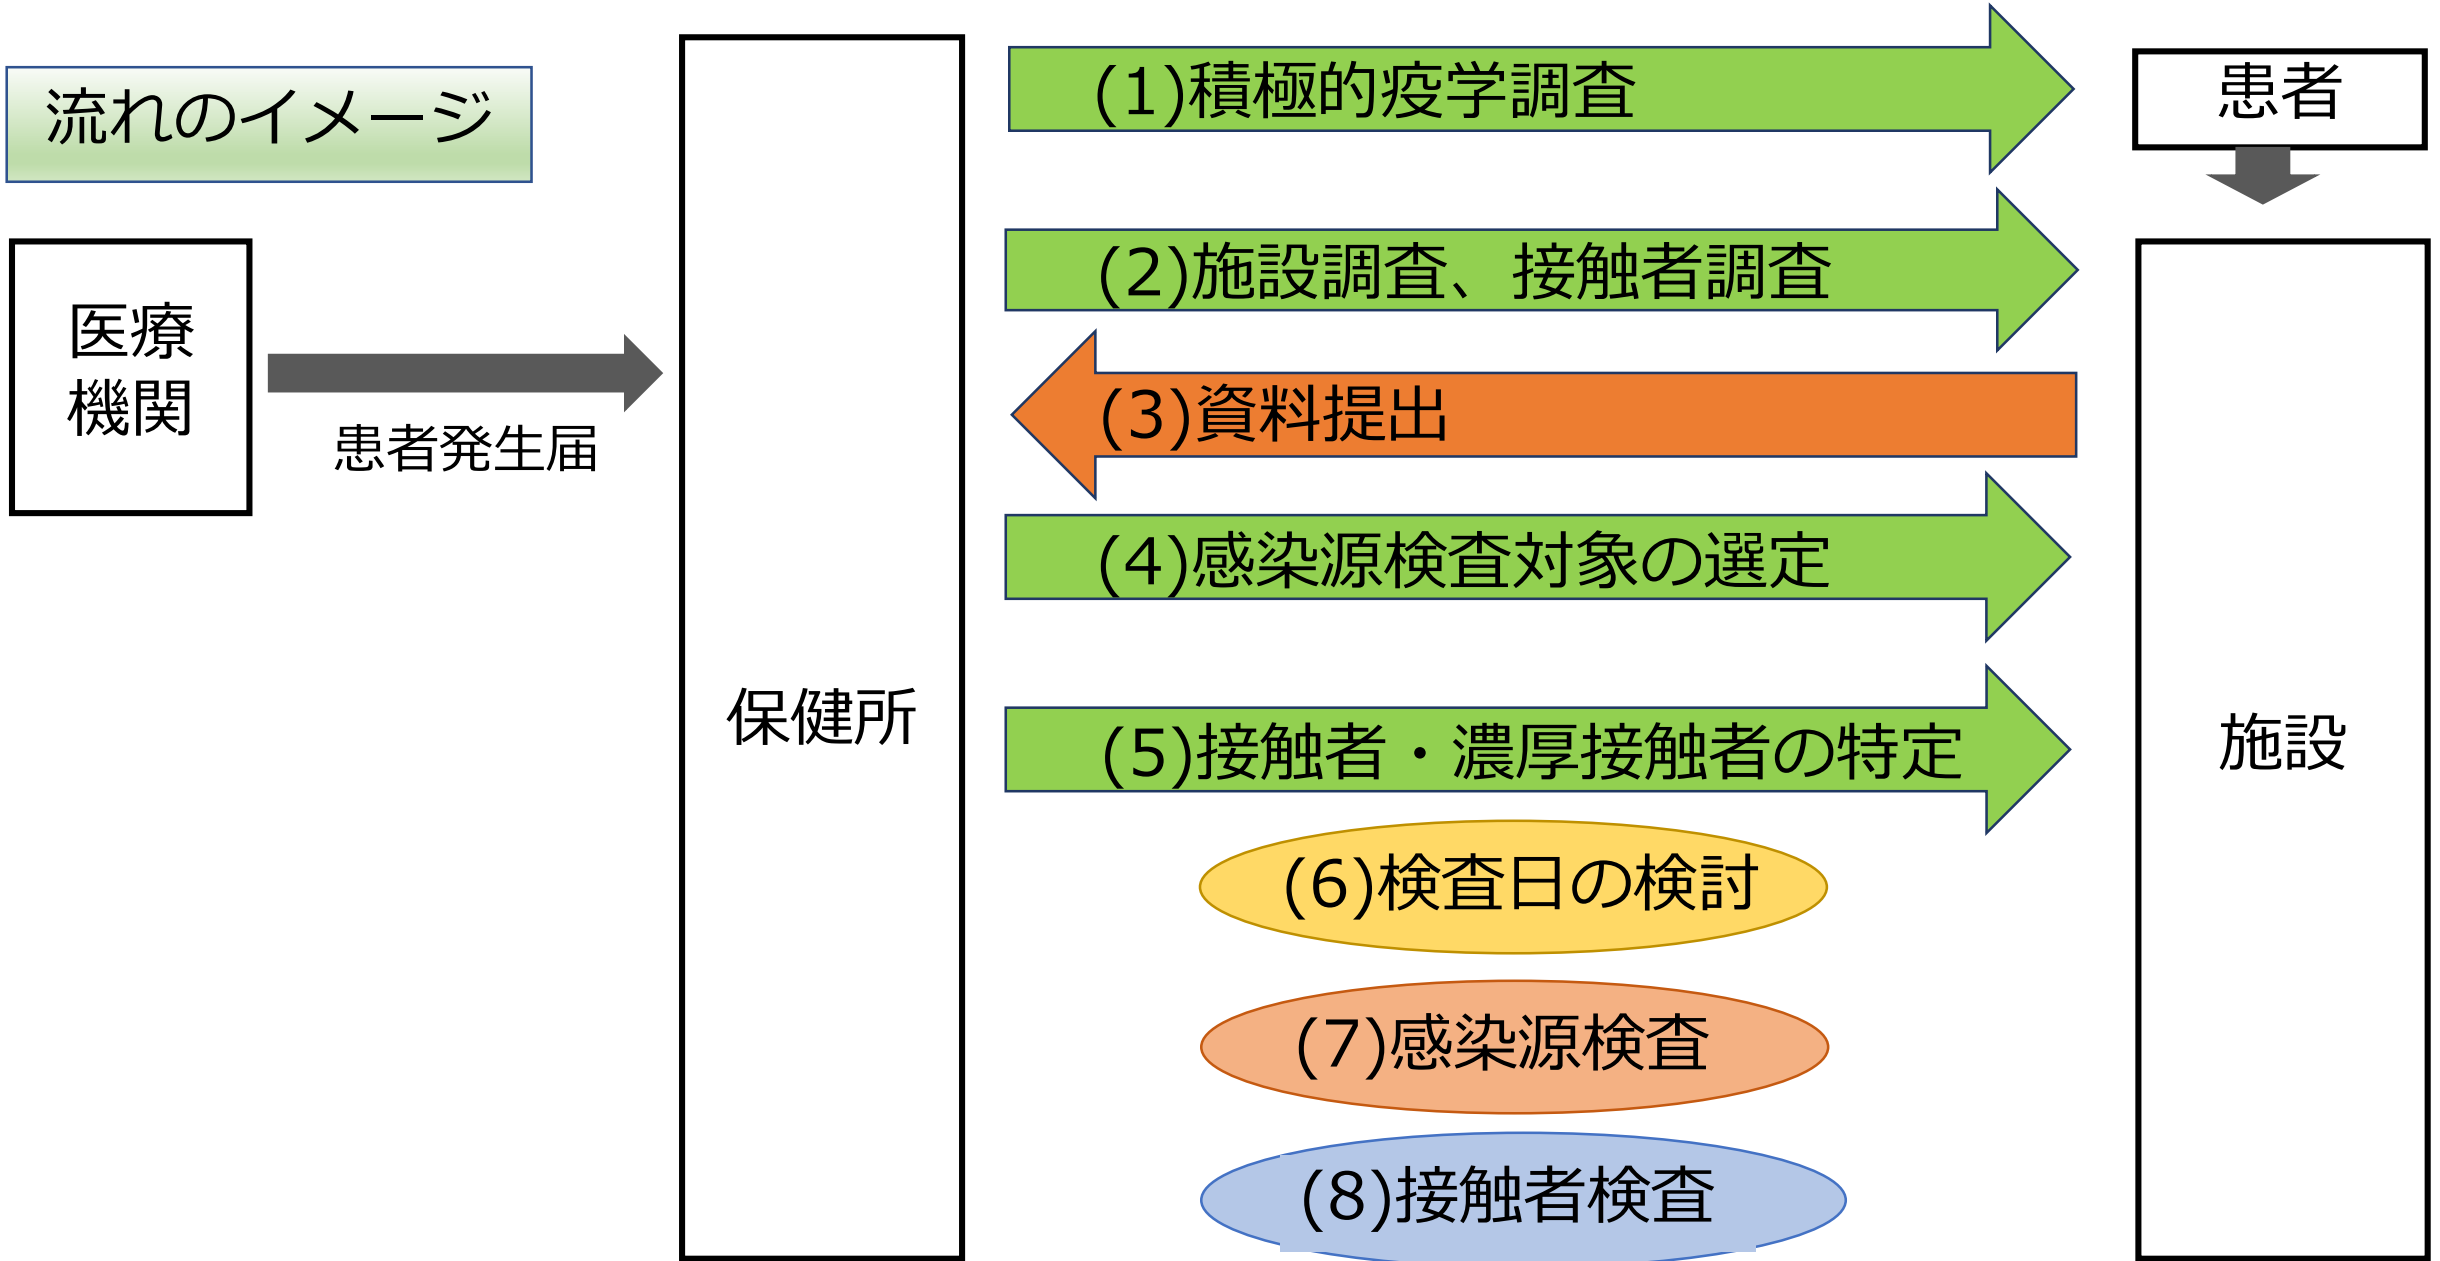 流れのイメージ
医療
機関
患者発生届
保健所
(1)積極的疫学調査
(2)施設調査、接触者調査
(3)資料提出
(4)感染源検査対象の選定
(5)接触者・濃厚接触者の特定
(6)検査日の検討
(7)感染源検査
(8)接触者検査
患者
施設